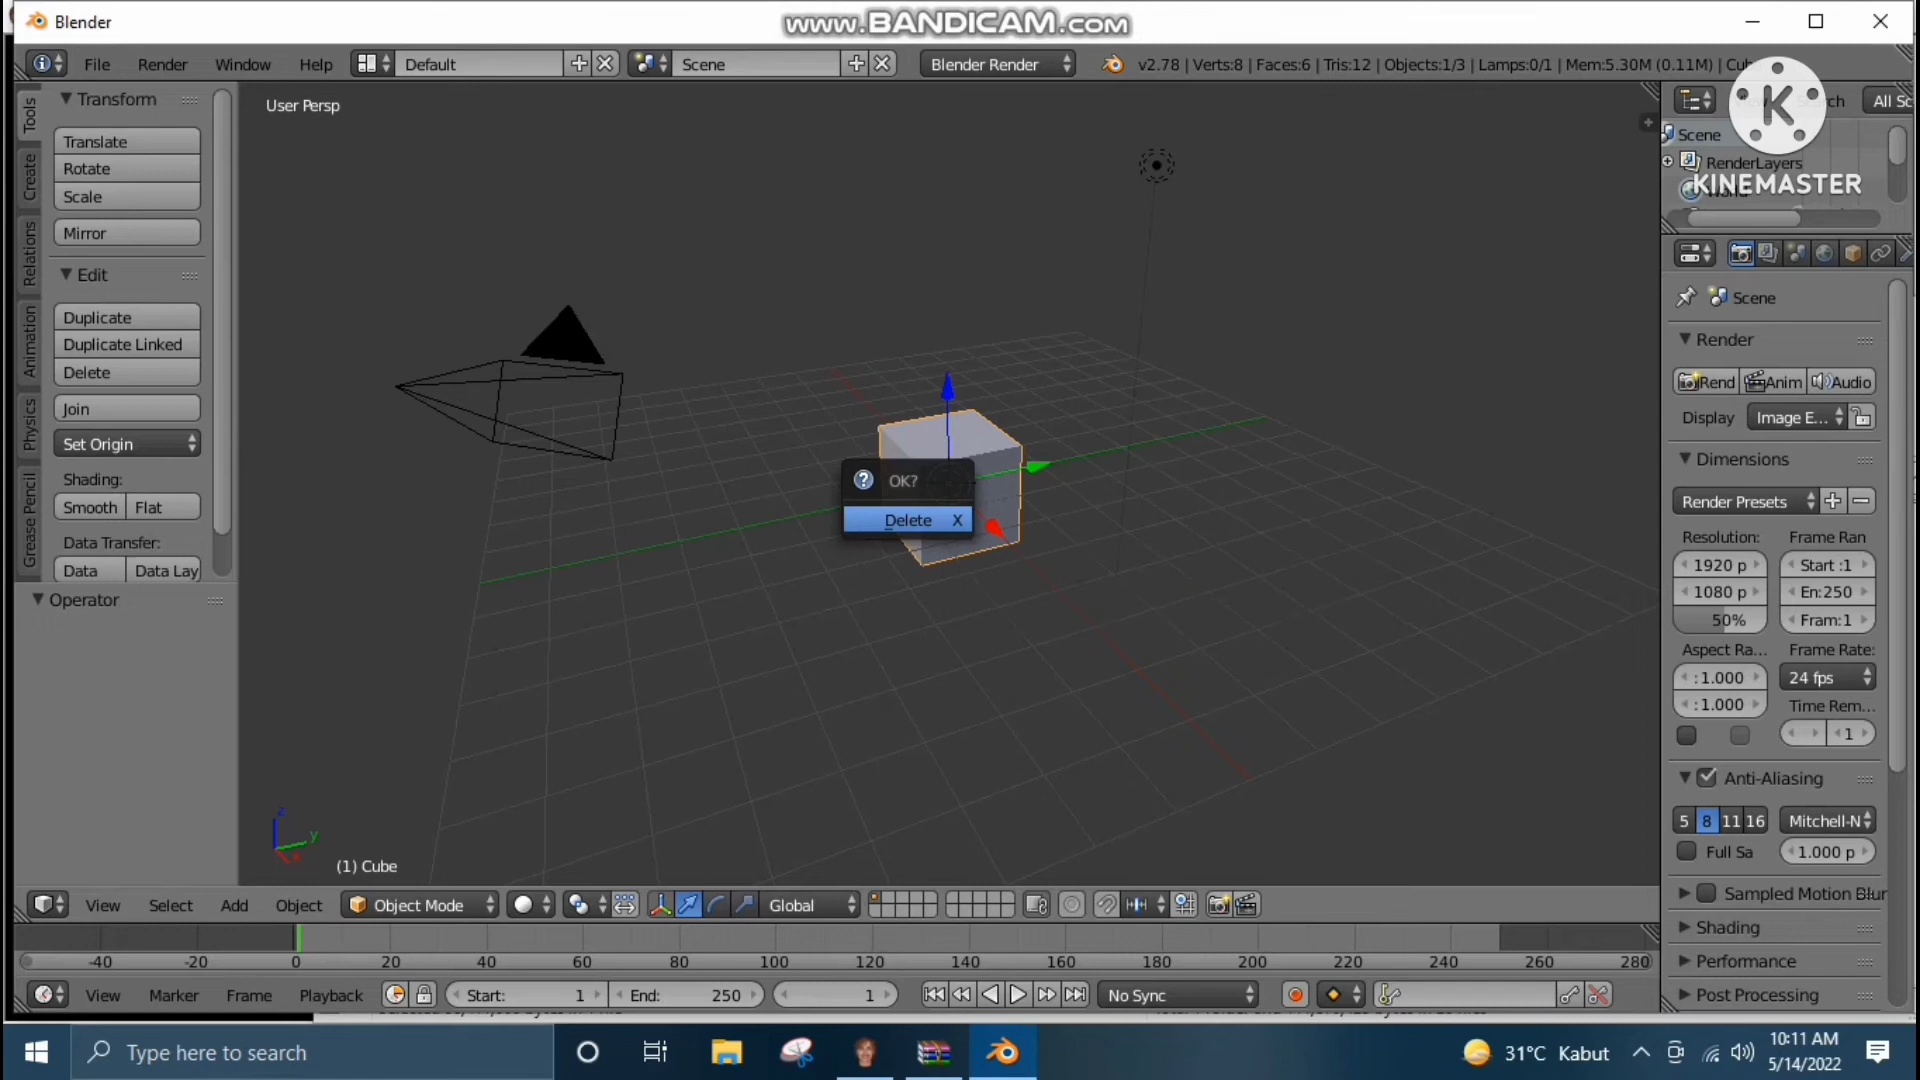 Blender
www.BANDICAM.com
File Render Window Help Default Scene Blender Render v2.78 | Verts:8 | Faces:6 | Tris:12 | Objects:1/3 | Lamps:0/1 | Mem:5.30M (0.11M) | Cu
Transform
Translate
Rotate
Scale
Mirror
Edit
Duplicate
Duplicate Linked
Delete
Join
Set Origin
Shading:
Smooth Flat
Data Transfer:
Data Data Lay
Operator
Tools
Create
Relations
Animation
Physics
Grease Pencil
User Persp
OK?
Delete X
z
y
x
(1) Cube
All Sc
K
KINEMASTER
Scene
RenderLayers
Scene
Render
Rend Anim Audio
Display Image E...
Dimensions
Render Presets
Resolution: Frame Ran
1920 p Start :1
1080 p En:250
50% Fram:1
Aspect Ra... Frame Rate:
:1.000 24 fps
:1.000 Time Rem...
1
Anti-Aliasing
5 8 11 16 Mitchell-N
Full Sa 1.000 p
Sampled Motion Blur
Shading
Performance
Post Processing
View Select Add Object Object Mode Global
-40 -20 0 20 40 60 80 100 120 140 160 180 200 220 240 260 280
View Marker Frame Playback Start: 1 End: 250 1 No Sync
Type here to search
31°C Kabut
10:11 AM
5/14/2022